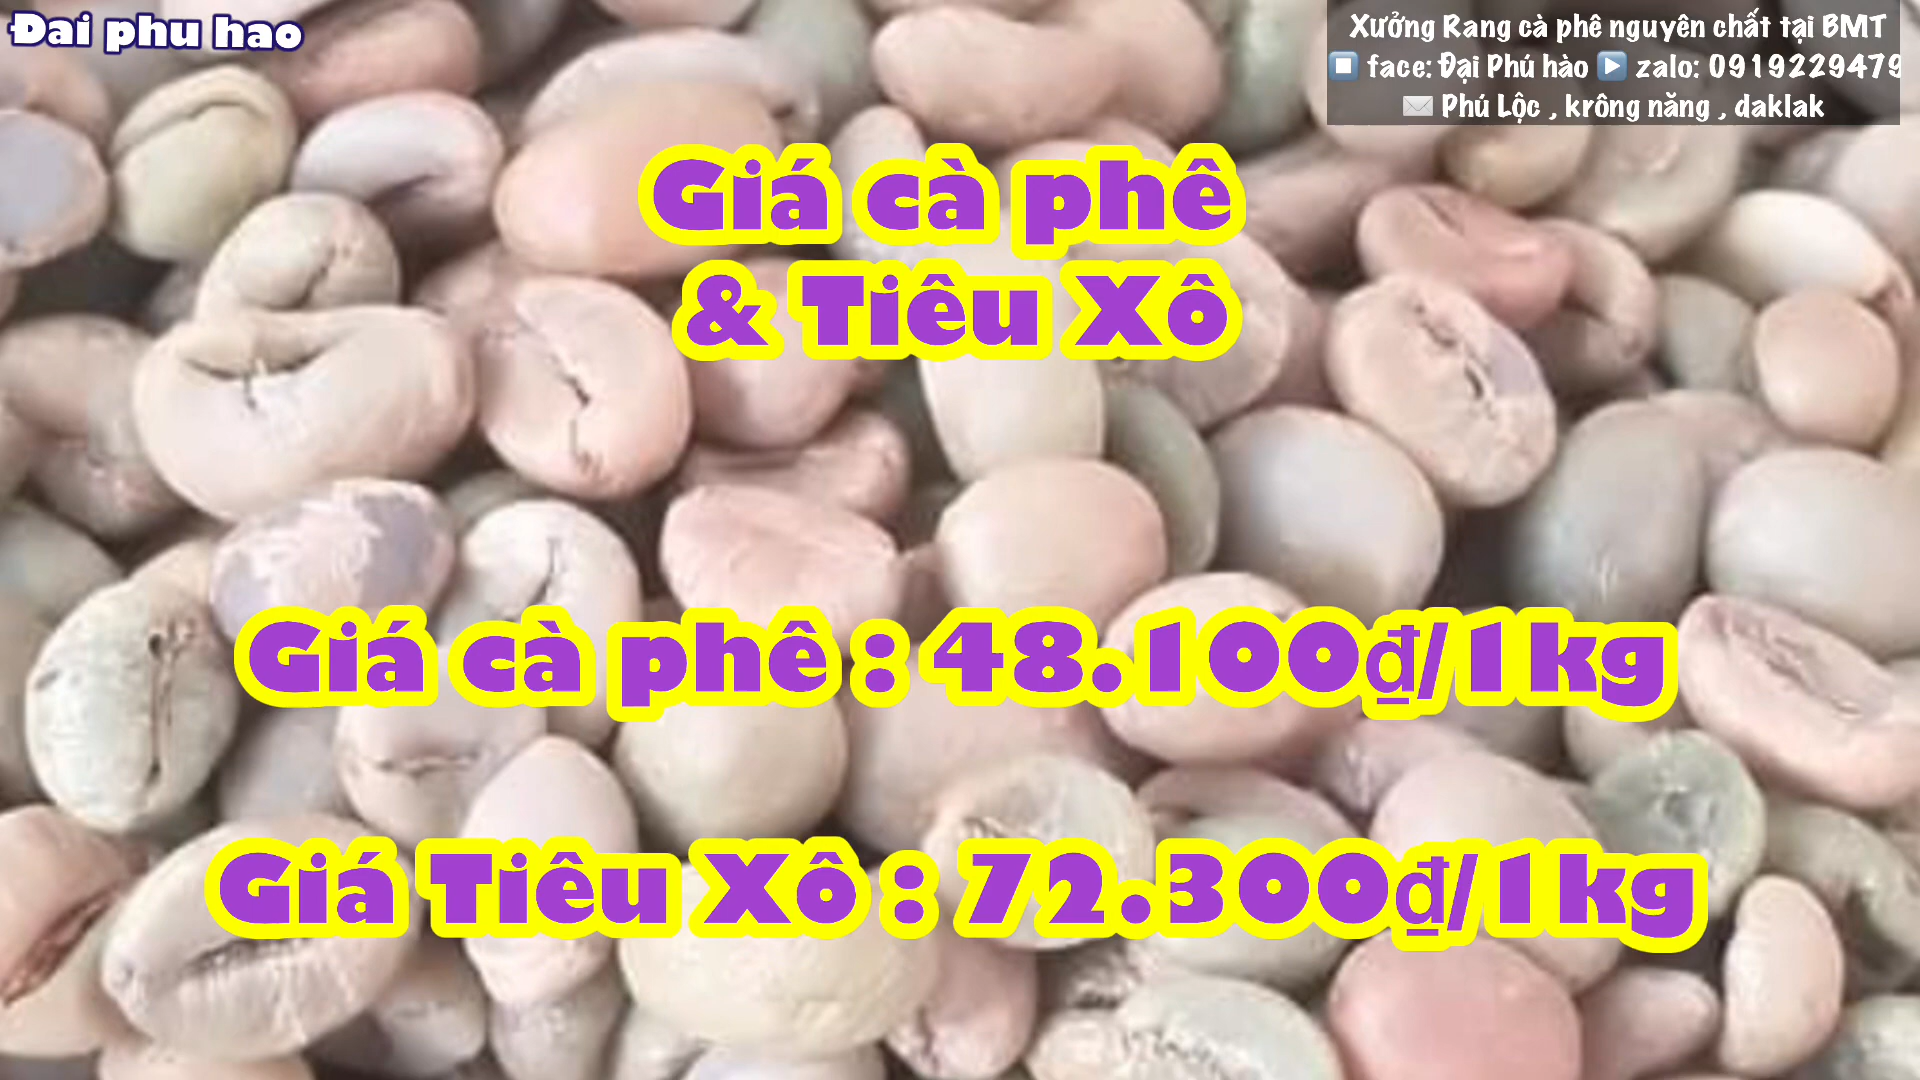 Đai phu hao
Xưởng Rang cà phê nguyên chất tại BMT
face: Đại Phú hào ▶ zalo: 0919229479
Phú Lộc , krông năng , daklak
Giá cà phê
& Tiêu Xô
Giá cà phê : 48.100₫/1kg
Giá Tiêu Xô : 72.300₫/1kg